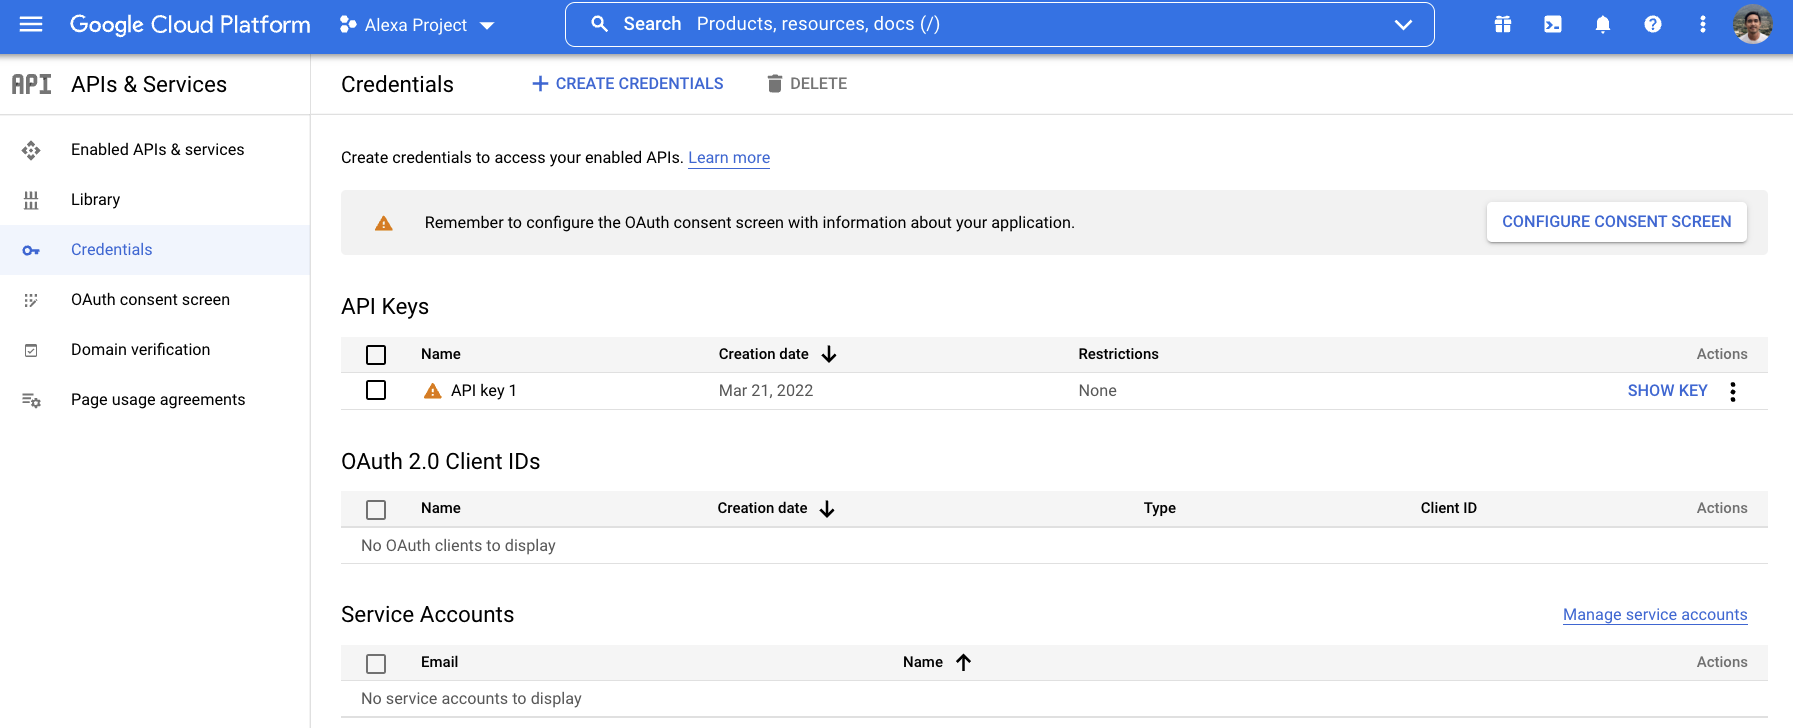 Google Cloud Platform Alexa Project Search Products, resources, docs (/)
API APIs & Services
Enabled APIs & services
Library
Credentials
OAuth consent screen
Domain verification
Page usage agreements
Credentials + CREATE CREDENTIALS DELETE
Create credentials to access your enabled APIs. Learn more
Remember to configure the OAuth consent screen with information about your application. CONFIGURE CONSENT SCREEN
API Keys
Name Creation date Restrictions Actions
API key 1 Mar 21, 2022 None SHOW KEY
OAuth 2.0 Client IDs
Name Creation date Type Client ID Actions
No OAuth clients to display
Service Accounts Manage service accounts
Email Name Actions
No service accounts to display